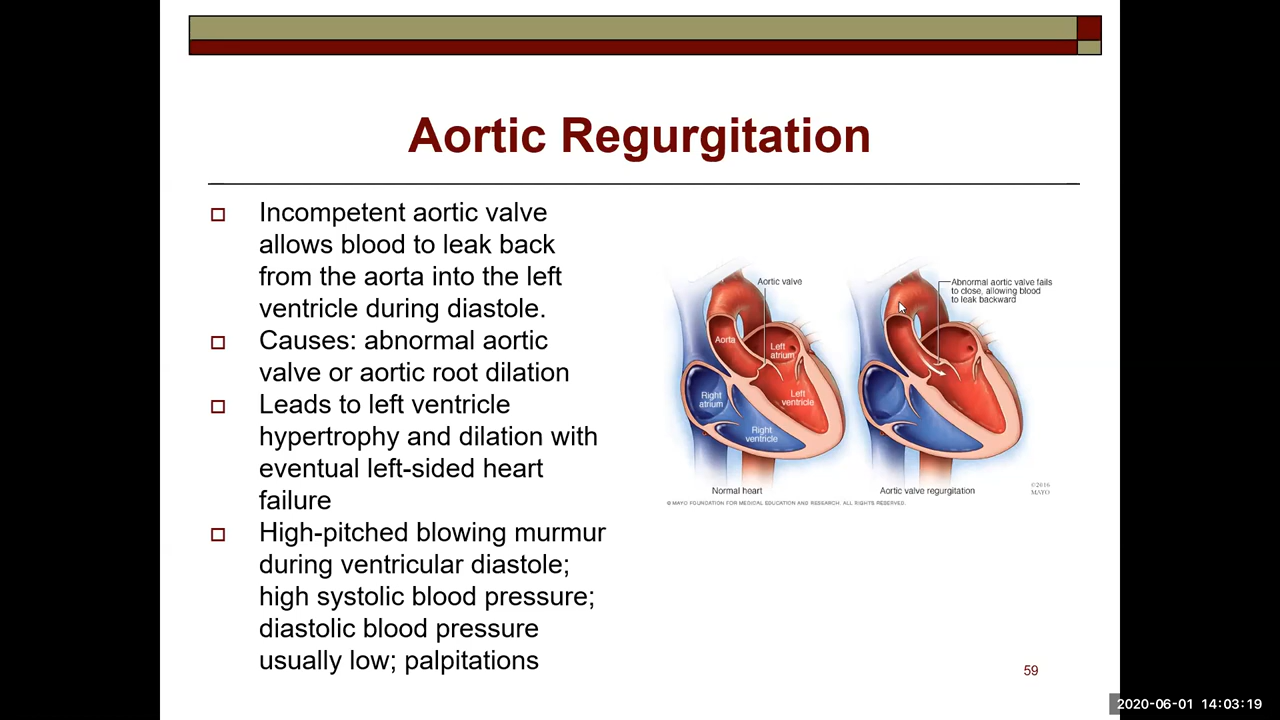 Aortic Regurgitation
Incompetent aortic valve
allows blood to leak back
from the aorta into the left
ventricle during diastole.
Causes: abnormal aortic
valve or aortic root dilation
Leads to left ventricle
hypertrophy and dilation with
eventual left-sided heart
failure
High-pitched blowing murmur
during ventricular diastole;
high systolic blood pressure;
diastolic blood pressure
usually low; palpitations
Aortic valve
Aorta
Left
atrium
Right
atrium
Left
ventricle
Right
ventricle
Normal heart
Abnormal aortic valve fails
to close, allowing blood
to leak backward
Aortic valve regurgitation
©2016
MAYO
© MAYO FOUNDATION FOR MEDICAL EDUCATION AND RESEARCH. ALL RIGHTS RESERVED.
59
2020-06-01 14:03:19